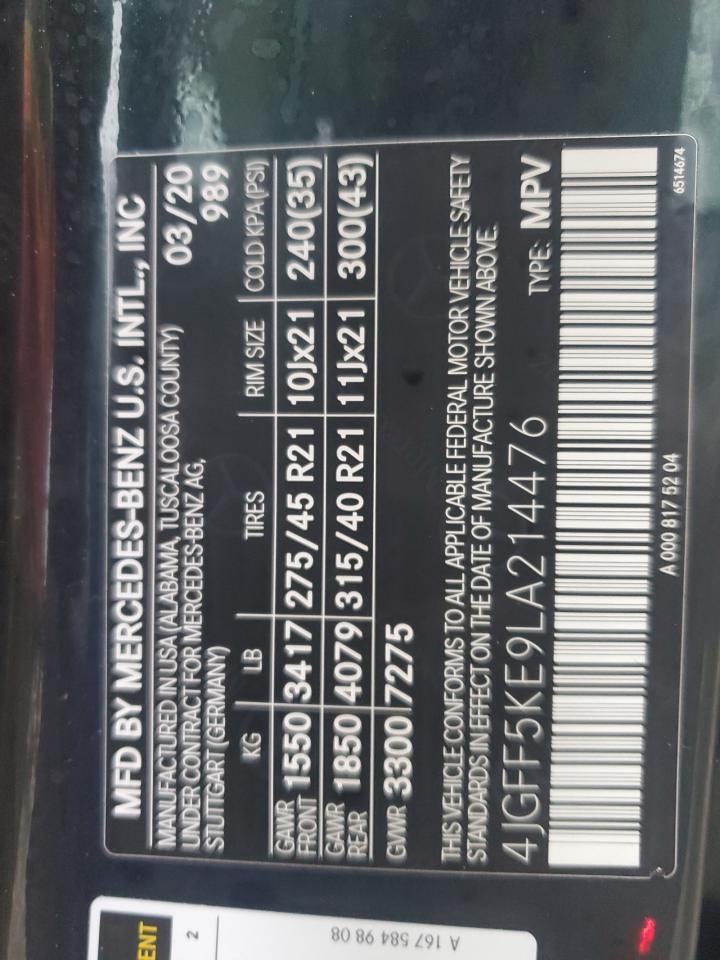 MFD BY MERCEDES-BENZ U.S. INTL., INC
MANUFACTURED IN USA (ALABAMA, TUSCALOOSA COUNTY) 03/20
UNDER CONTRACT FOR MERCEDES-BENZ AG, 989
STUTTGART (GERMANY)
KG LB TIRES RIM SIZE COLD KPA (PSI)
GAWR FRONT 1550 3417 275/45 R21 10Jx21 240(35)
GAWR REAR 1850 4079 315/40 R21 11Jx21 300(43)
GVWR 3300 7275
THIS VEHICLE CONFORMS TO ALL APPLICABLE FEDERAL MOTOR VEHICLE SAFETY
STANDARDS IN EFFECT ON THE DATE OF MANUFACTURE SHOWN ABOVE.
4JGFF5KE9LA214476 TYPE: MPV
A 000 817 52 04
6514674
ENT
2
A 167 584 98 08